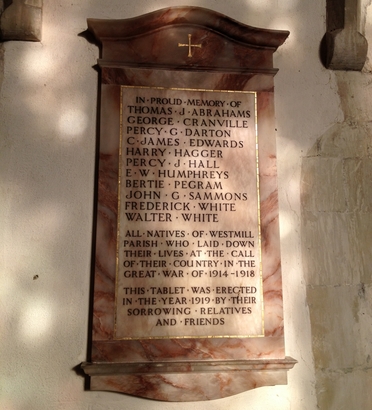 IN · PROUD · MEMORY · OF
THOMAS · J · ABRAHAMS
GEORGE · CRANVILLE
PERCY · G · DARTON
C · JAMES · EDWARDS
HARRY · HAGGER
PERCY · J · HALL
E · W · HUMPHREYS
BERTIE · PEGRAM
JOHN · G · SAMMONS
FREDERICK · WHITE
WALTER · WHITE
ALL · NATIVES · OF · WESTMILL
PARISH · WHO · LAID · DOWN
THEIR · LIVES · AT · THE · CALL
OF · THEIR · COUNTRY · IN · THE
GREAT · WAR · OF · 1914-1918
THIS · TABLET · WAS · ERECTED
IN · THE · YEAR · 1919 · BY · THEIR
SORROWING · RELATIVES
AND · FRIENDS